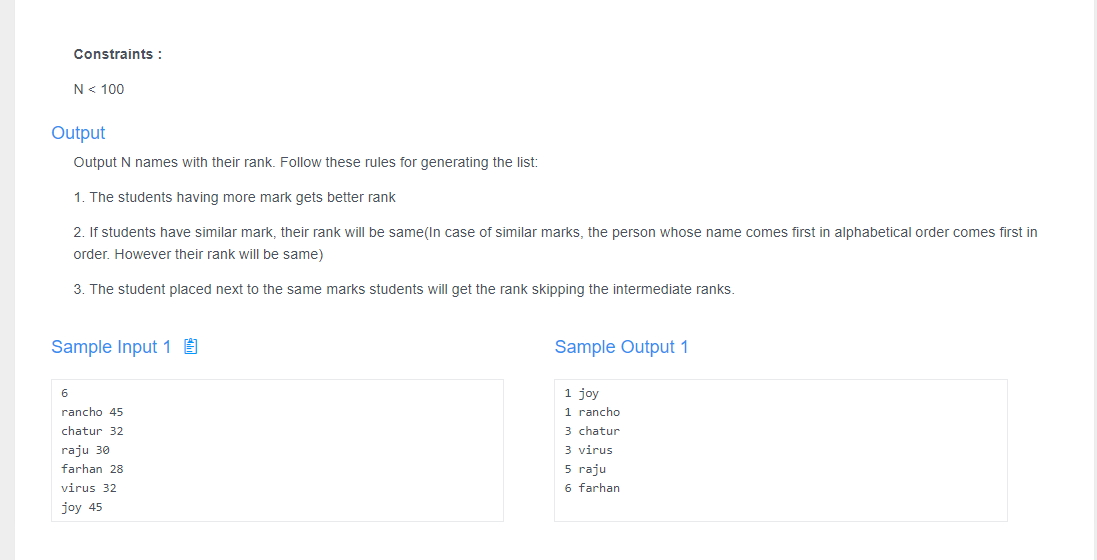 Constraints :
N < 100
Output
Output N names with their rank. Follow these rules for generating the list:
1. The students having more mark gets better rank
2. If students have similar mark, their rank will be same(In case of similar marks, the person whose name comes first in alphabetical order comes first in
order. However their rank will be same)
3. The student placed next to the same marks students will get the rank skipping the intermediate ranks.
Sample Input 1
6
rancho 45
chatur 32
raju 30
farhan 28
virus 32
joy 45
Sample Output 1
1 joy
1 rancho
3 chatur
3 virus
5 raju
6 farhan